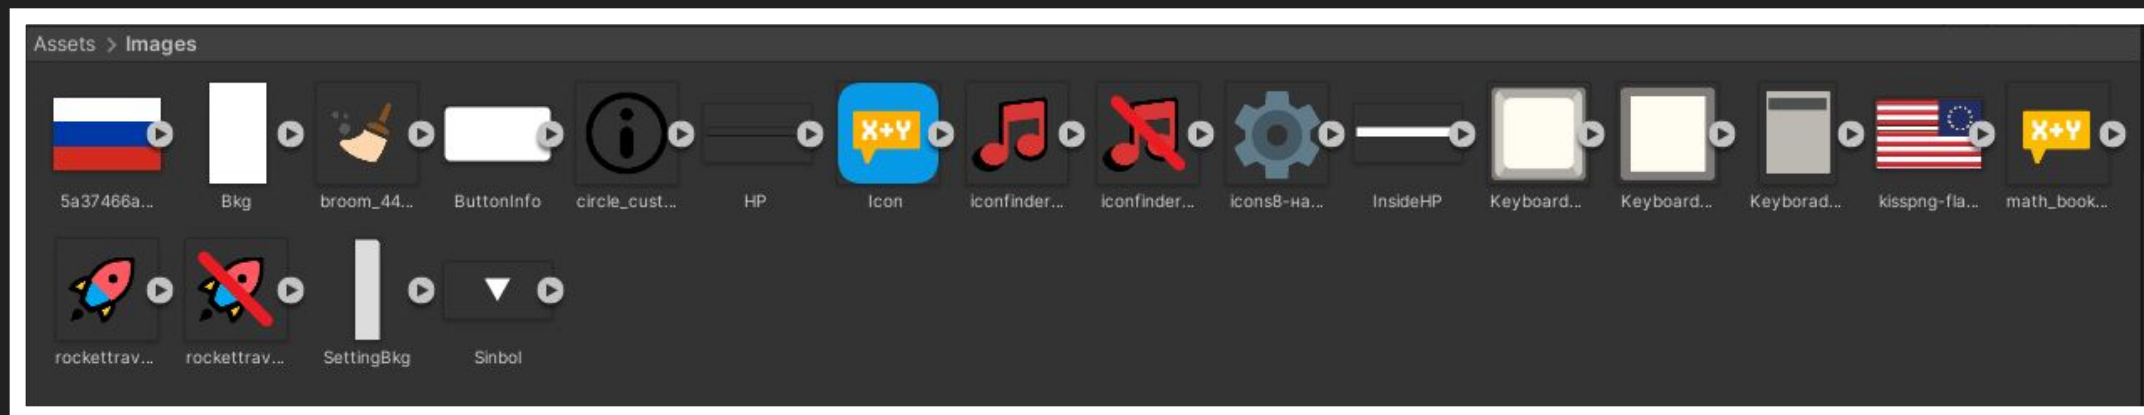 Assets > Images
X+Y X+Y
5a37466a... Bkg broom_44... ButtonInfo circle_cust... HP Icon iconfinder... iconfinder... icons8-на... InsideHP Keyboard... Keyboard... Keyborad... kisspng-fla... math_book...
rockettrav... rockettrav... SettingBkg Sinbol